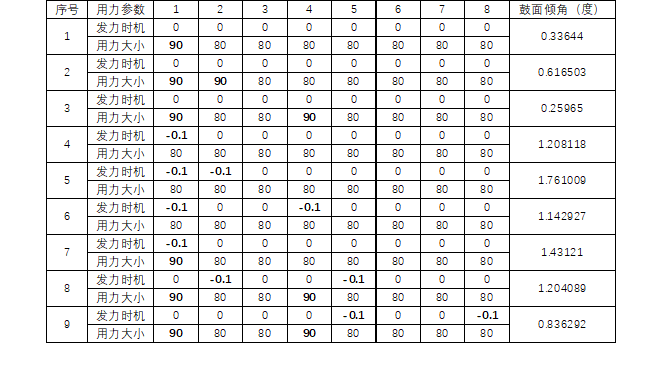 序号 用力参数 1 2 3 4 5 6 7 8 鼓面倾角（度）
1 发力时机 0 0 0 0 0 0 0 0 0.33644
用力大小 90 80 80 80 80 80 80 80
2 发力时机 0 0 0 0 0 0 0 0 0.616503
用力大小 90 90 80 80 80 80 80 80
3 发力时机 0 0 0 0 0 0 0 0 0.25965
用力大小 90 80 80 90 80 80 80 80
4 发力时机 -0.1 0 0 0 0 0 0 0 1.208118
用力大小 80 80 80 80 80 80 80 80
5 发力时机 -0.1 -0.1 0 0 0 0 0 0 1.761009
用力大小 80 80 80 80 80 80 80 80
6 发力时机 -0.1 0 0 -0.1 0 0 0 0 1.142927
用力大小 80 80 80 80 80 80 80 80
7 发力时机 -0.1 0 0 0 0 0 0 0 1.43121
用力大小 90 80 80 80 80 80 80 80
8 发力时机 0 -0.1 0 0 -0.1 0 0 0 1.204089
用力大小 90 80 80 90 80 80 80 80
9 发力时机 0 0 0 0 -0.1 0 0 -0.1 0.836292
用力大小 90 80 80 90 80 80 80 80